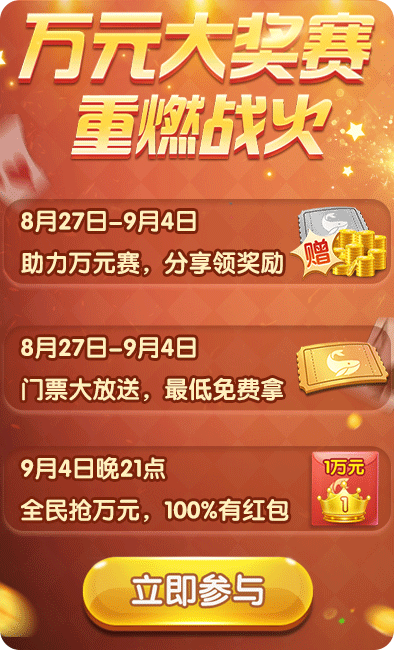 万元大奖赛
重燃战火
8月27日-9月4日
助力万元赛，分享领奖励
赠
8月27日-9月4日
门票大放送，最低免费拿
9月4日晚21点
全民抢万元，100%有红包
1万元
1
立即参与